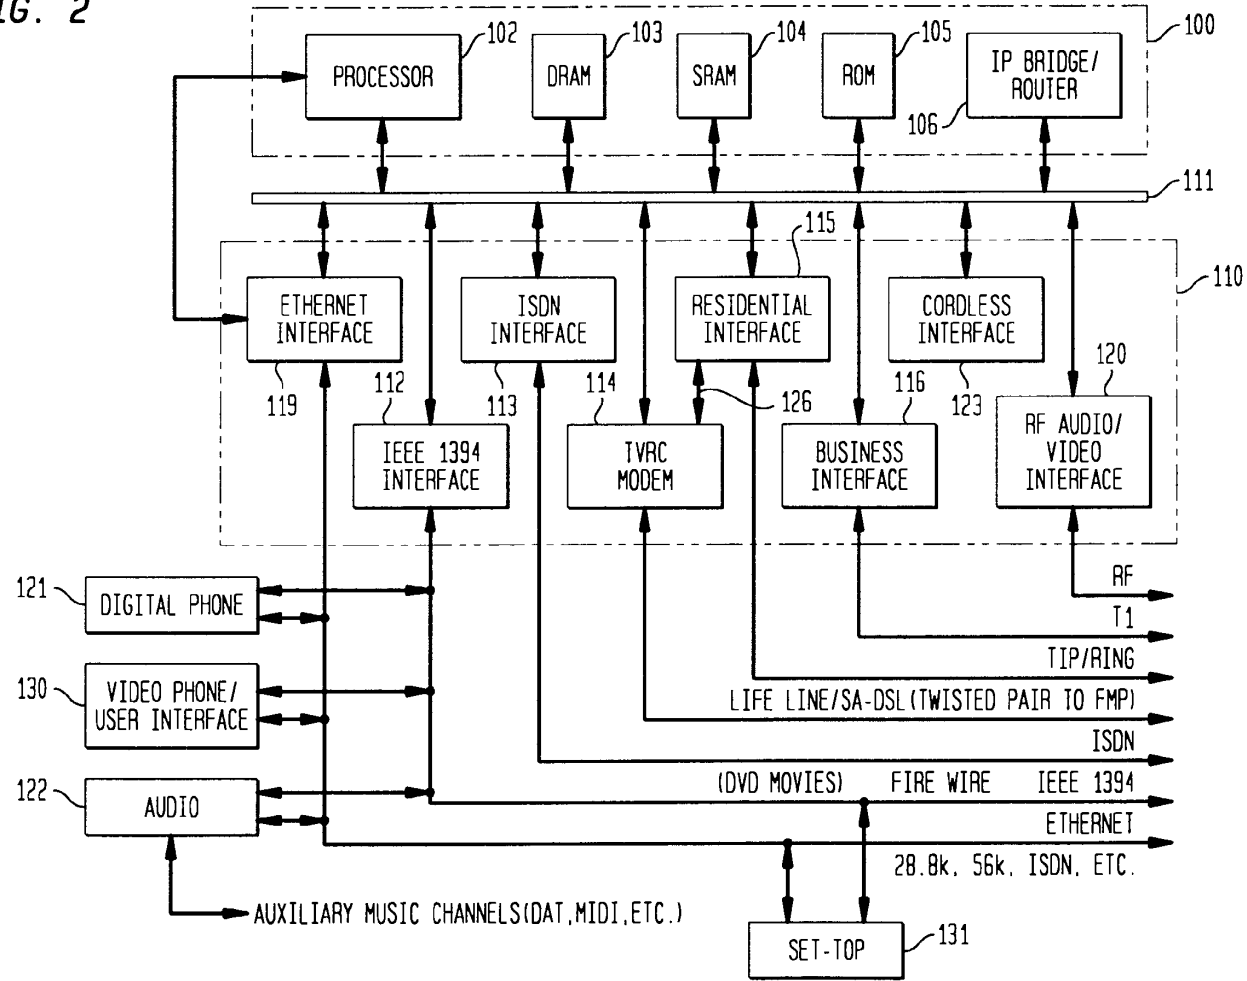 FIG. 2
102
103
104
105
100
PROCESSOR
DRAM
SRAM
ROM
IP BRIDGE/
ROUTER
106
111
115
110
ETHERNET
INTERFACE
ISDN
INTERFACE
RESIDENTIAL
INTERFACE
CORDLESS
INTERFACE
119
112
113
114
126
116
123
120
IEEE 1394
INTERFACE
TVRC
MODEM
BUSINESS
INTERFACE
RF AUDIO/
VIDEO
INTERFACE
121
DIGITAL PHONE
RF
T1
TIP/RING
130
VIDEO PHONE/
USER INTERFACE
LIFE LINE/SA-DSL(TWISTED PAIR TO FMP)
ISDN
122
AUDIO
(DVD MOVIES) FIRE WIRE IEEE 1394
ETHERNET
28.8k, 56k, ISDN, ETC.
AUXILIARY MUSIC CHANNELS(DAT,MIDI,ETC.)
SET-TOP
131